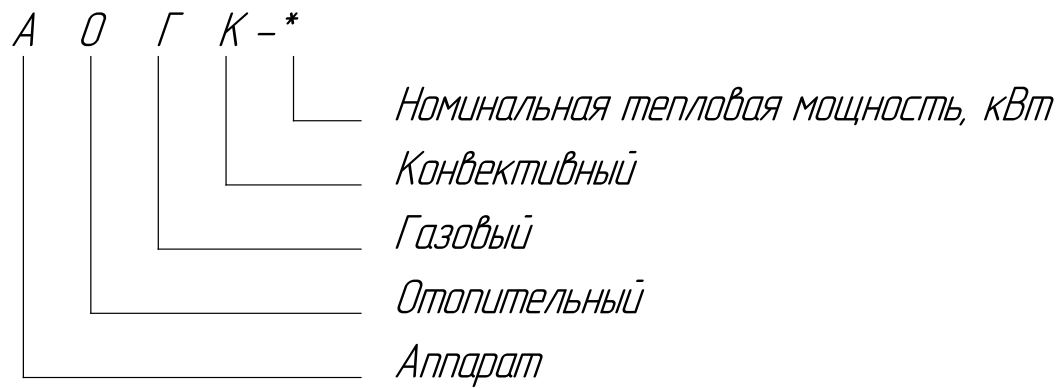 А О Г К - *
Номинальная тепловая мощность, кВт
Конвективный
Газовый
Отопительный
Аппарат